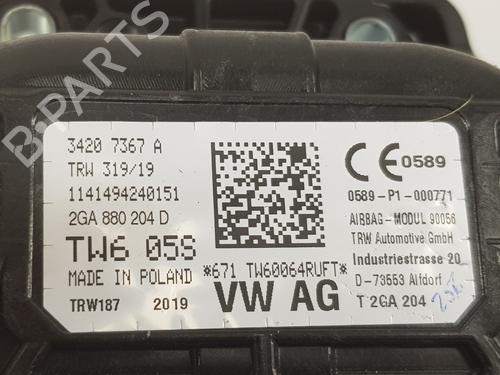 3420 7367 A
TRW 319/19
1141494240151
2GA 880 204 D
TW6 05S
MADE IN POLAND
TRW187 2019
*671 TW60064RUFT*
VW AG
CE 0589
0589-P1-000771
AIRBAG-MODUL 90056
TRW Automotive GmbH
Industriestrasse 20
D-73553 Alfdorf
T 2GA 204
B-PARTS